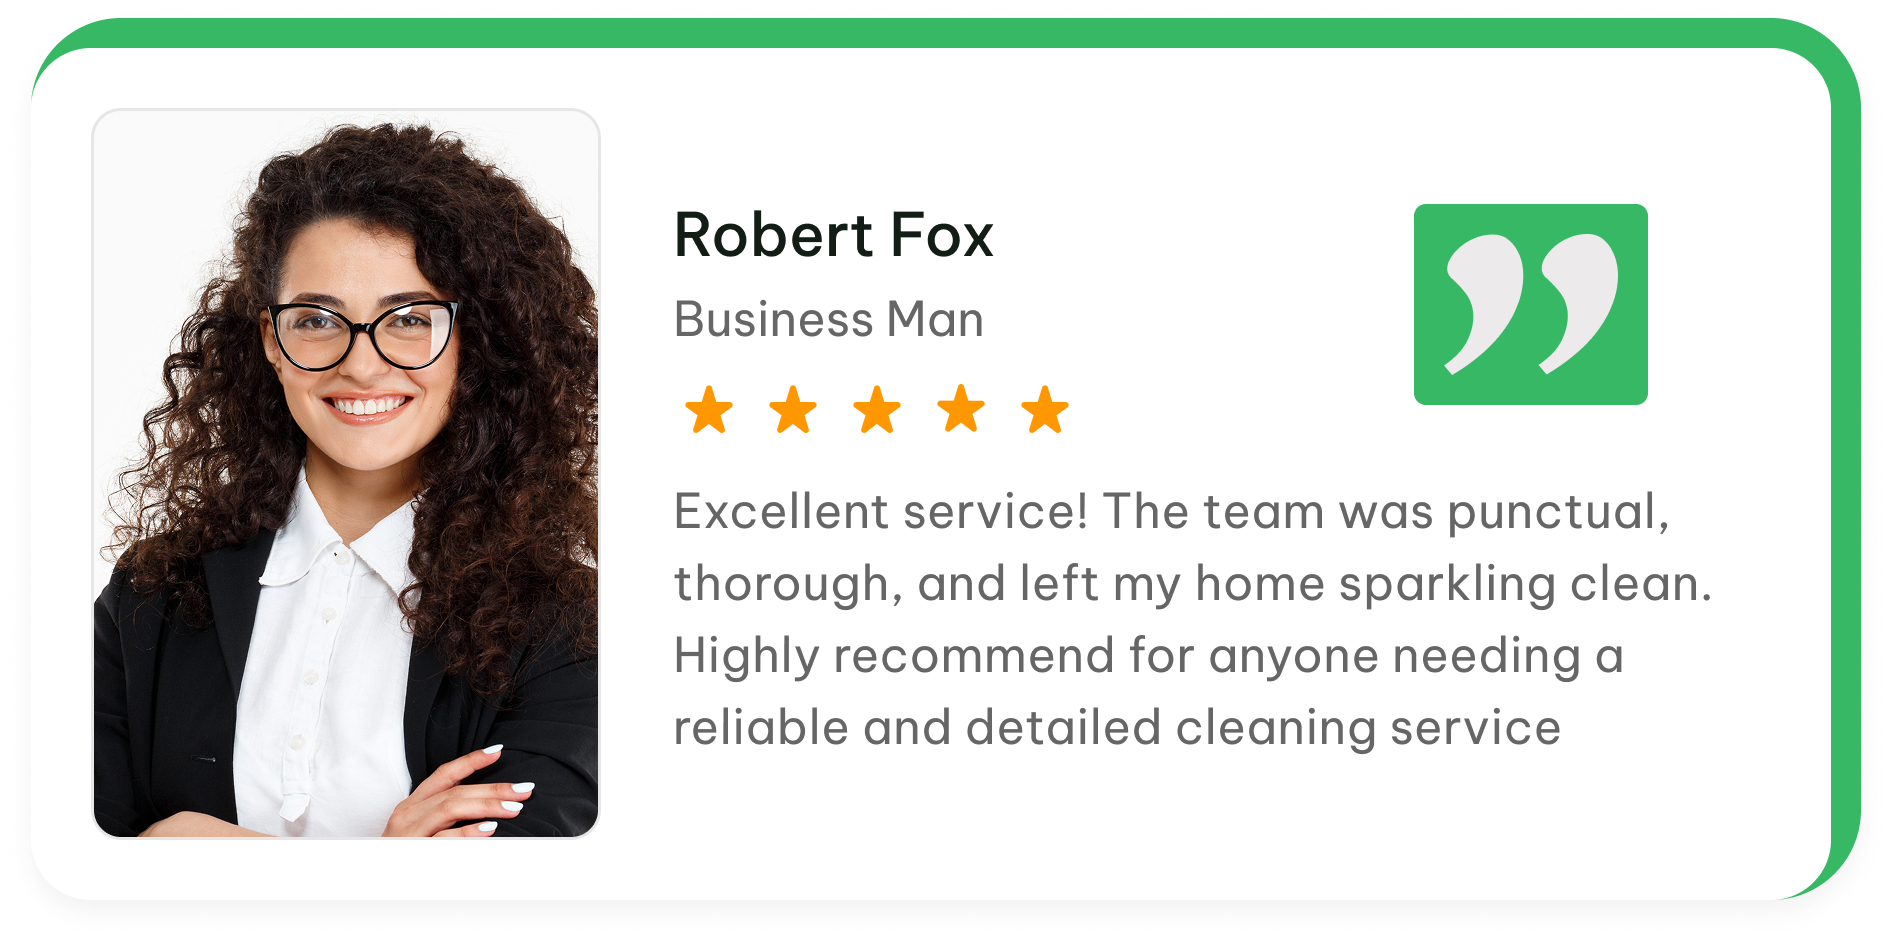 Robert Fox
Business Man
Excellent service! The team was punctual,
thorough, and left my home sparkling clean.
Highly recommend for anyone needing a
reliable and detailed cleaning service